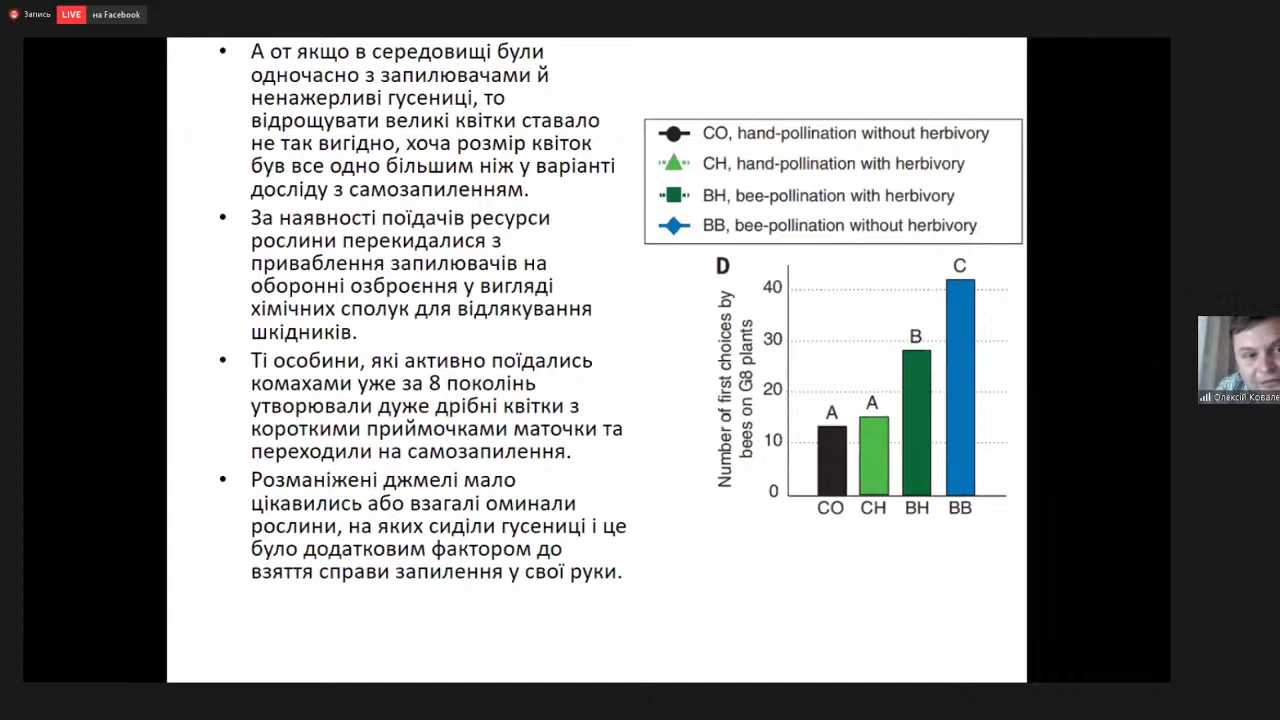 Запись
LIVE
на Facebook
• А от якщо в середовищі були
одночасно з запилювачами й
ненажерливі гусениці, то
відрощувати великі квітки ставало
не так вигідно, хоча розмір квіток
був все одно більшим ніж у варіанті
досліду з самозапиленням.
• За наявності поїдачів ресурси
рослини перекидалися з
приваблення запилювачів на
оборонні озброєння у вигляді
хімічних сполук для відлякування
шкідників.
• Ті особини, які активно поїдались
комахами уже за 8 поколінь
утворювали дуже дрібні квітки з
короткими приймочками маточки та
переходили на самозапилення.
• Розманіжені джмелі мало
цікавились або взагалі оминали
рослини, на яких сиділи гусениці і це
було додатковим фактором до
взяття справи запилення у свої руки.
CO, hand-pollination without herbivory
CH, hand-pollination with herbivory
BH, bee-pollination with herbivory
BB, bee-pollination without herbivory
D
Number of first choices by
bees on G8 plants
40
30
20
10
0
A
A
B
C
CO
CH
BH
BB
Олексій Ковале